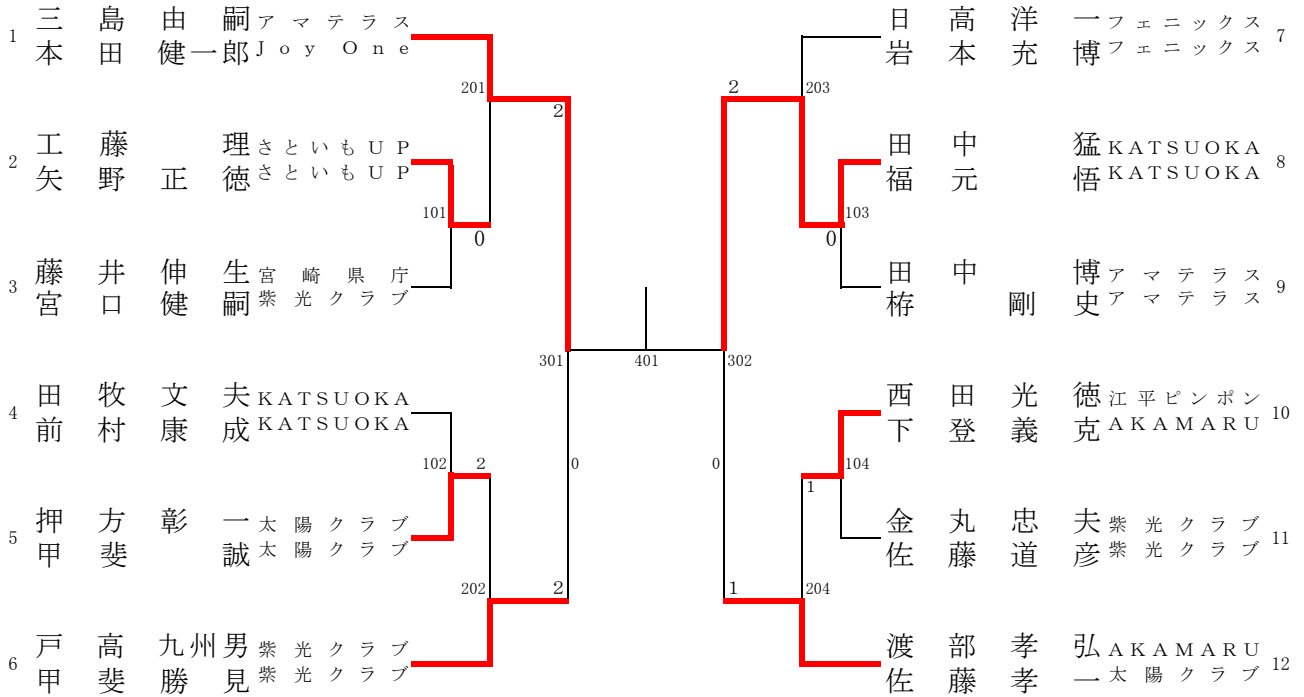 1 三島由嗣 アマテラス
本田健一郎 Joy One
2 工藤理 さといもUP
矢野正徳 さといもUP
3 藤井伸生 宮崎県庁
宮口健嗣 紫光クラブ
4 田牧文夫 KATSUOKA
前村康成 KATSUOKA
5 押方彰一 太陽クラブ
甲斐誠 太陽クラブ
6 戸高九州男 紫光クラブ
甲斐勝見 紫光クラブ
201
2
101
0
301
102 2
0
202 2
401
2 203
0 103
302
0
1 104
1 204
日高洋一 フェニックス 7
岩本充博 フェニックス
田中猛 KATSUOKA 8
福元悟 KATSUOKA
田中博 アマテラス 9
栫剛史 アマテラス
西田光徳 江平ピンポン 10
下登義克 AKAMARU
金丸忠夫 紫光クラブ 11
佐藤道彦 紫光クラブ
渡部孝弘 AKAMARU 12
佐藤孝一 太陽クラブ